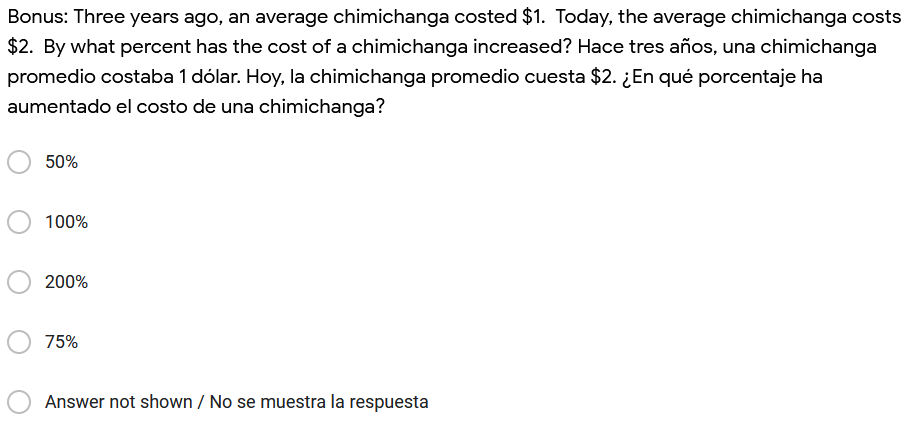 Bonus: Three years ago, an average chimichanga costed $1.  Today, the average chimichanga costs
$2.  By what percent has the cost of a chimichanga increased? Hace tres años, una chimichanga
promedio costaba 1 dólar. Hoy, la chimichanga promedio cuesta $2. ¿En qué porcentaje ha
aumentado el costo de una chimichanga?
50%
100%
200%
75%
Answer not shown / No se muestra la respuesta